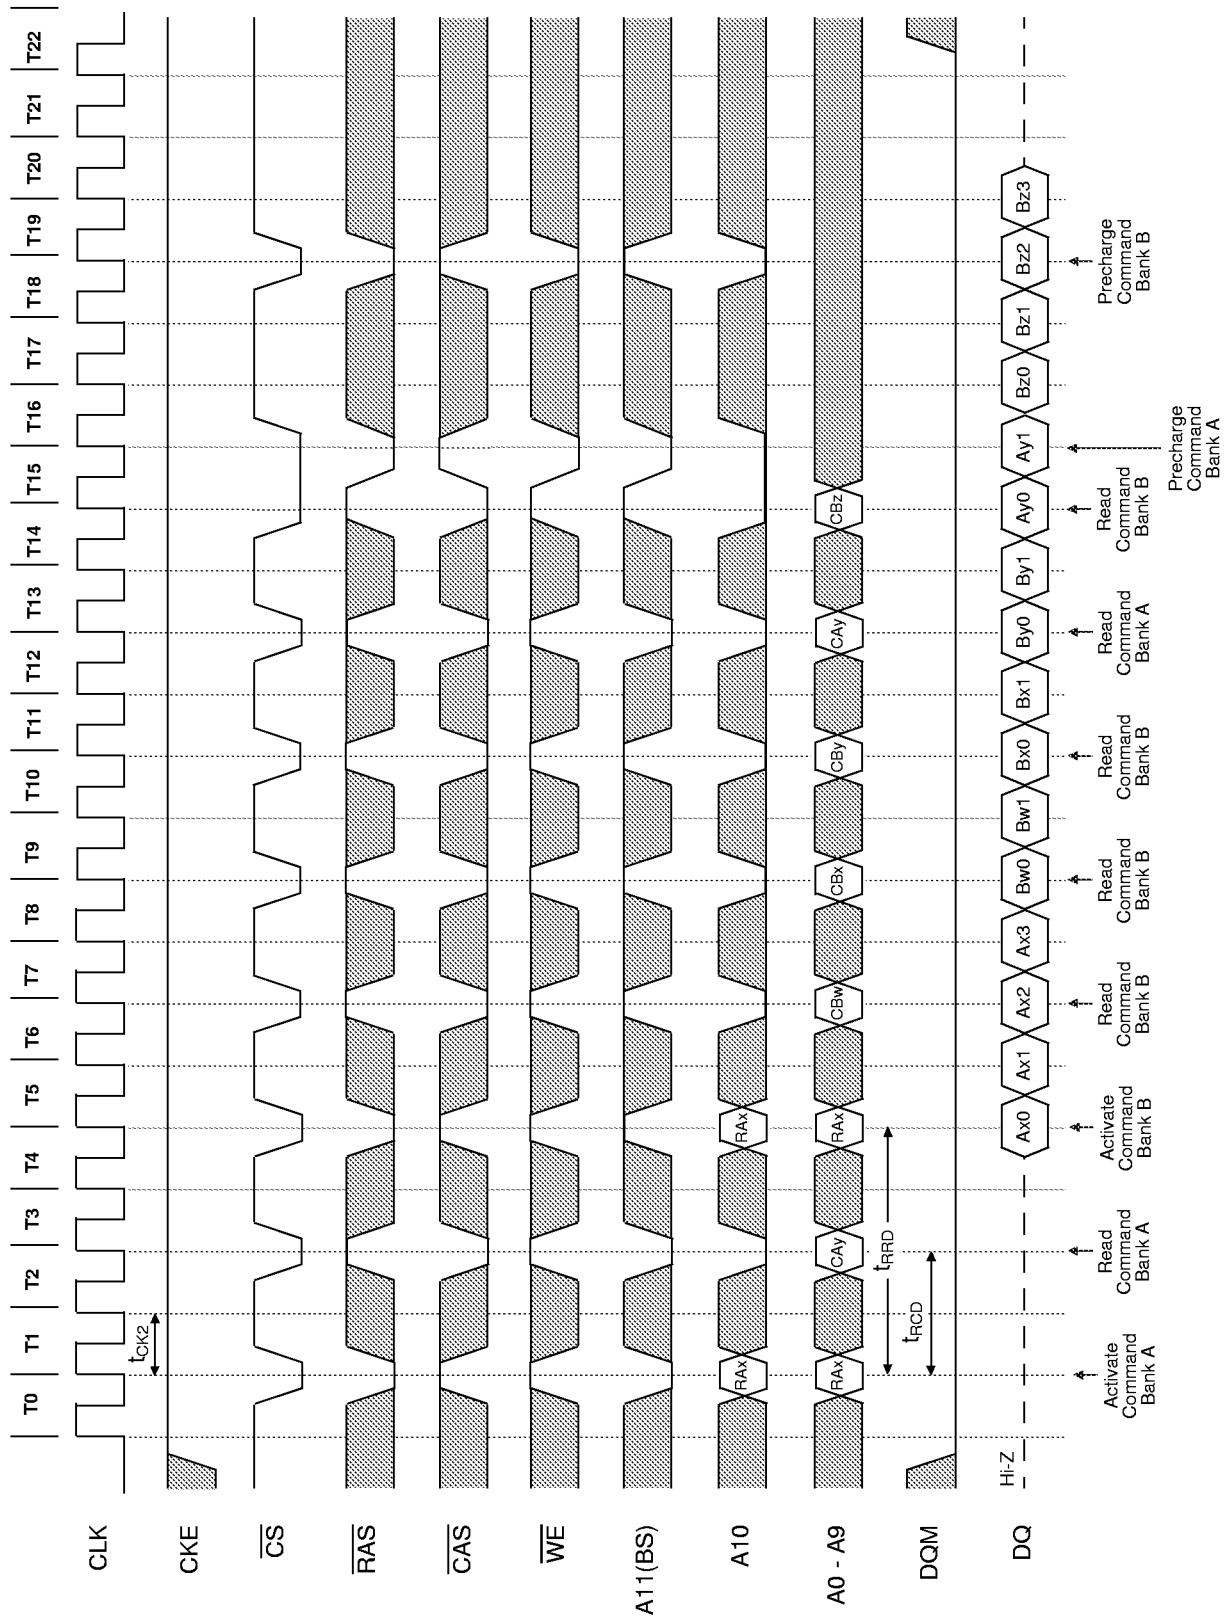 T0 T1 T2 T3 T4 T5 T6 T7 T8 T9 T10 T11 T12 T13 T14 T15 T16 T17 T18 T19 T20 T21 T22
CLK
tCK2
CKE
CS
RAS
CAS
WE
A11(BS)
A10
RAx RAx
A0 - A9
RAx CAy RAx CBw CBx CBy CAy CBz
tRRD
tRCD
DQM
DQ
Hi-Z
Ax0 Ax1 Ax2 Ax3 Bw0 Bw1 Bx0 Bx1 By0 By1 Ay0 Ay1 Bz0 Bz1 Bz2 Bz3
Activate
Command
Bank A
Read
Command
Bank A
Activate
Command
Bank B
Read
Command
Bank B
Read
Command
Bank B
Read
Command
Bank B
Read
Command
Bank A
Read
Command
Bank B
Precharge
Command
Bank A
Precharge
Command
Bank B